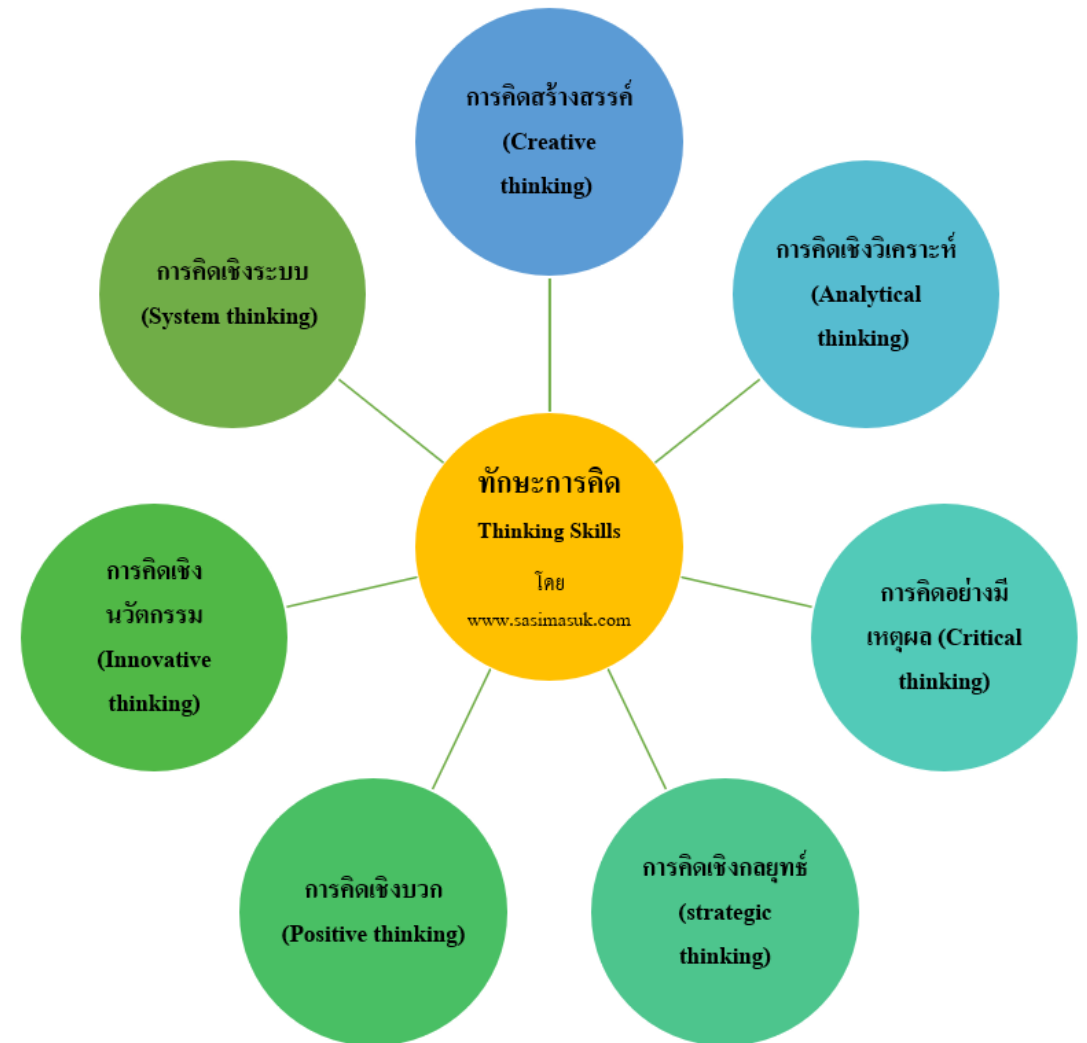 การคิดสร้างสรรค์
(Creative
thinking)
การคิดเชิงวิเคราะห์
(Analytical
thinking)
การคิดอย่างมี
เหตุผล (Critical
thinking)
การคิดเชิงกลยุทธ์
(strategic
thinking)
การคิดเชิงบวก
(Positive thinking)
การคิดเชิง
นวัตกรรม
(Innovative
thinking)
การคิดเชิงระบบ
(System thinking)
ทักษะการคิด
Thinking Skills
โดย
www.sasimasuk.com